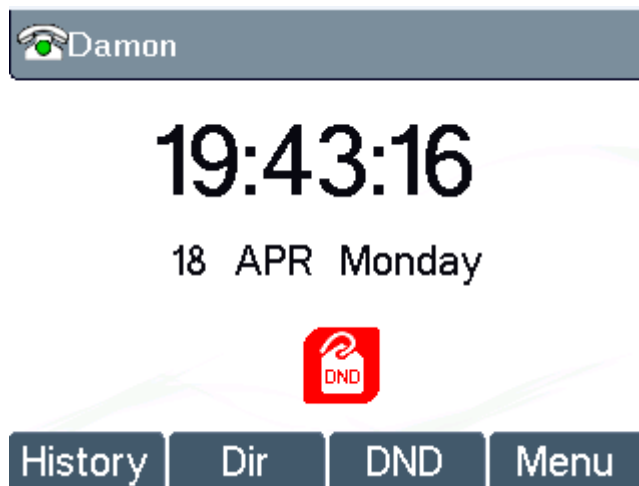 Damon
19:43:16
18 APR Monday
DND
History Dir DND Menu